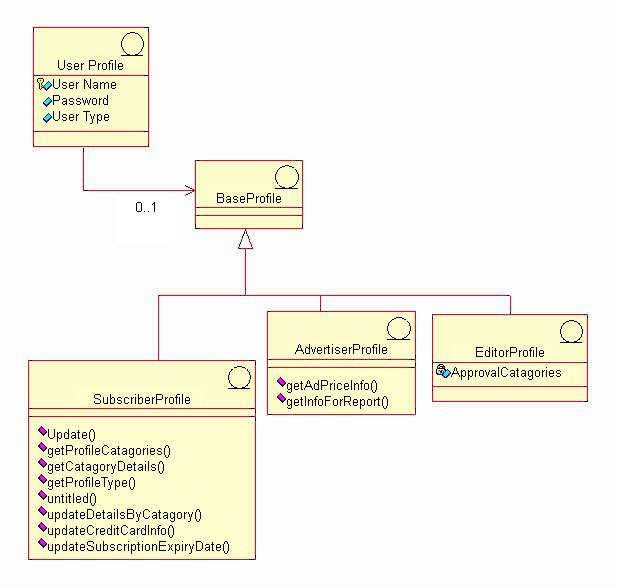 User Profile
User Name
Password
User Type
0..1
BaseProfile
AdvertiserProfile
getAdPriceInfo()
getInfoForReport()
EditorProfile
ApprovalCatagories
SubscriberProfile
Update()
getProfileCatagories()
getCatagoryDetails()
getProfileType()
untitled()
updateDetailsByCatagory()
updateCreditCardInfo()
updateSubscriptionExpiryDate()